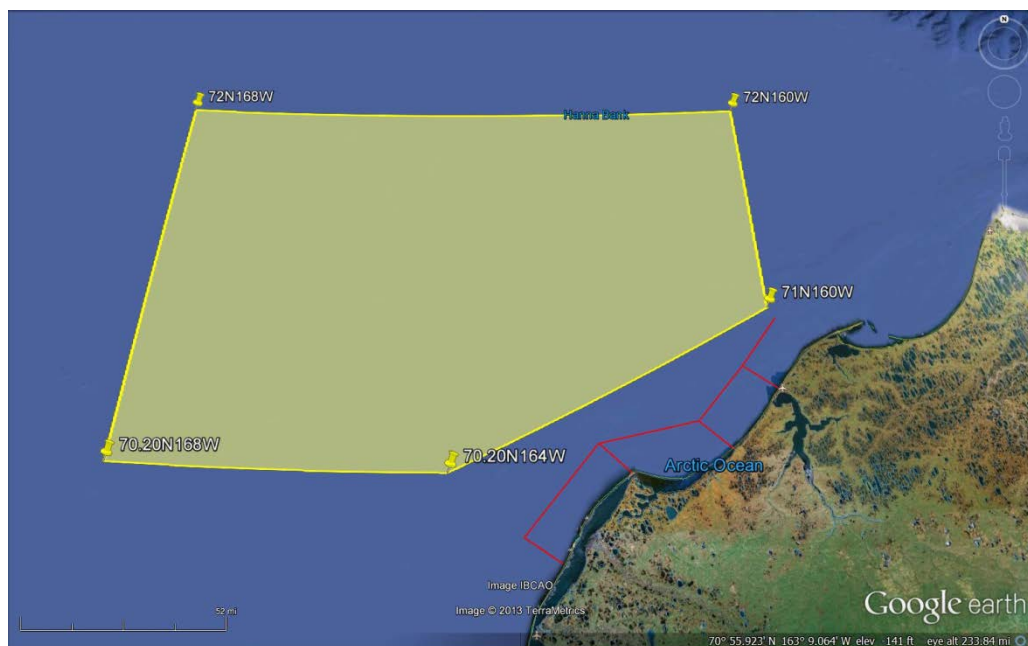 N
72N168W
72N160W
Hanna Bank
71N160W
70.20N168W
70.20N164W
Arctic Ocean
Image IBCAO
Image © 2013 TerraMetrics
Google earth
52 mi
70° 55.923' N 163° 9.064' W elev -141 ft eye alt 233.84 mi